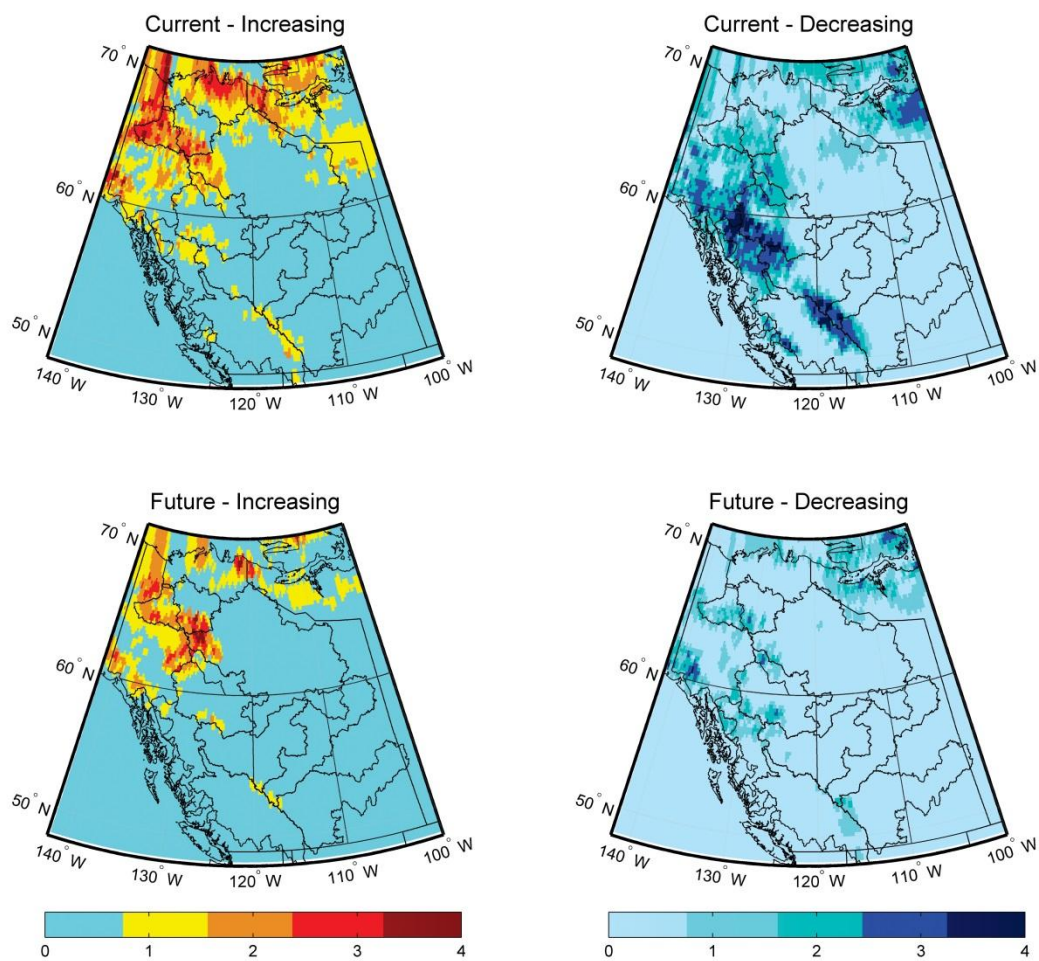 Current - Increasing
70° N
60° N
50° N
140° W
130° W
120° W
110° W
100° W
Current - Decreasing
70° N
60° N
50° N
140° W
130° W
120° W
110° W
100° W
Future - Increasing
70° N
60° N
50° N
140° W
130° W
120° W
110° W
100° W
Future - Decreasing
70° N
60° N
50° N
140° W
130° W
120° W
110° W
100° W
0 1 2 3 4
0 1 2 3 4